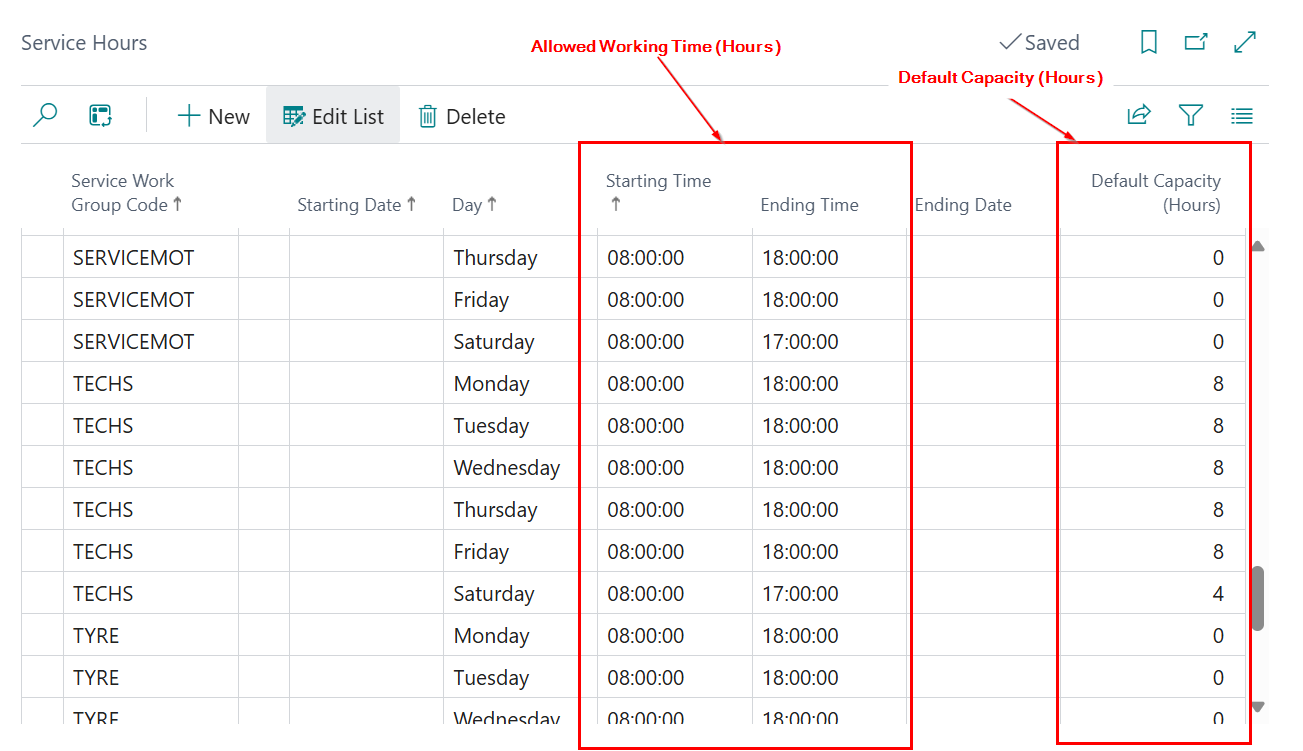 Service Hours
Allowed Working Time (Hours)
Saved
Default Capacity (Hours)
New
Edit List
Delete
Service Work
Group Code
Starting Date
Day
Starting Time
Ending Time
Ending Date
Default Capacity
(Hours)
SERVICEMOT Thursday 08:00:00 18:00:00 0
SERVICEMOT Friday 08:00:00 18:00:00 0
SERVICEMOT Saturday 08:00:00 17:00:00 0
TECHS Monday 08:00:00 18:00:00 8
TECHS Tuesday 08:00:00 18:00:00 8
TECHS Wednesday 08:00:00 18:00:00 8
TECHS Thursday 08:00:00 18:00:00 8
TECHS Friday 08:00:00 18:00:00 8
TECHS Saturday 08:00:00 17:00:00 4
TYRE Monday 08:00:00 18:00:00 0
TYRE Tuesday 08:00:00 18:00:00 0
TYRE Wednesday 08:00:00 18:00:00 0